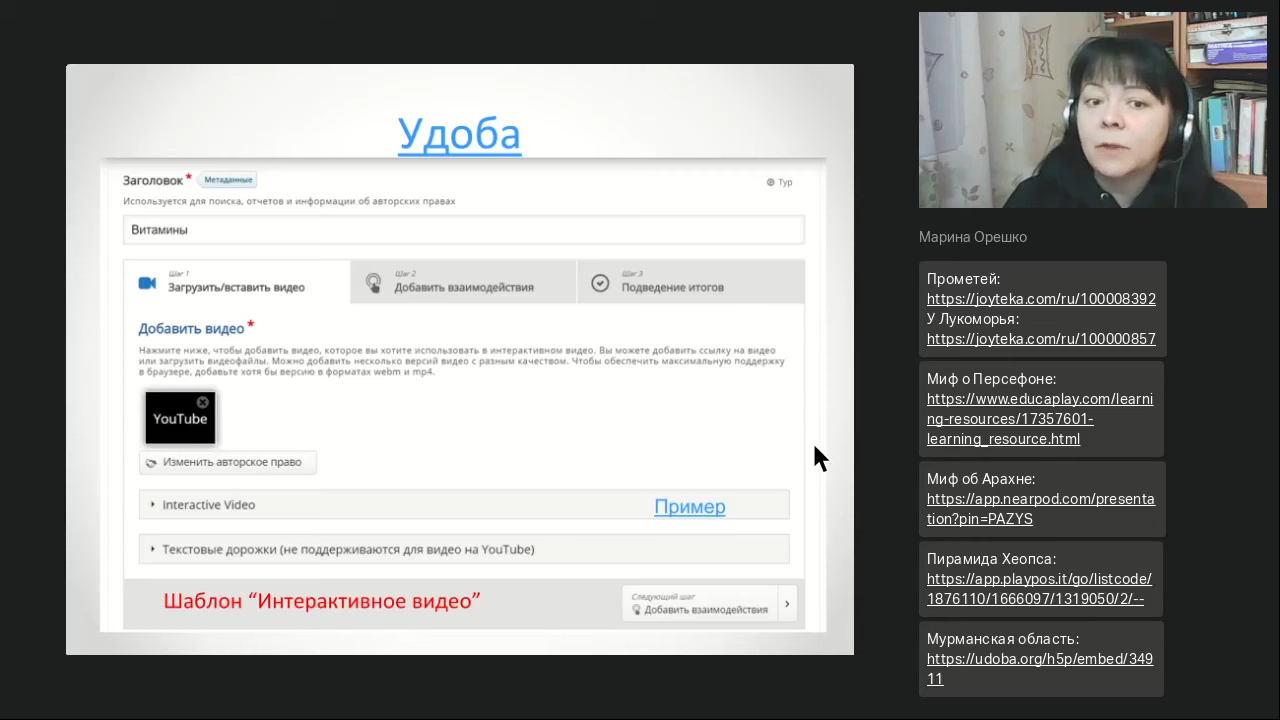 Удоба
Заголовок * Метаданные
Тур
Используется для поиска, отчетов и информации об авторских правах
Витамины
Шаг 1
Загрузить/вставить видео
Шаг 2
Добавить взаимодействия
Шаг 3
Подведение итогов
Добавить видео *
Нажмите ниже, чтобы добавить видео, которое вы хотите использовать в интерактивном видео. Вы можете добавить ссылку на видео
или загрузить видеофайлы. Можно добавить несколько версий видео с разным качеством. Чтобы обеспечить максимальную поддержку
в браузере, добавьте хотя бы версию в форматах webm и mp4.
YouTube
Изменить авторское право
Interactive Video
Пример
Текстовые дорожки (не поддерживаются для видео на YouTube)
Шаблон “Интерактивное видео”
Следующий шаг
Добавить взаимодействия
Марина Орешко
Прометей:
https://joyteka.com/ru/100008392
У Лукоморья:
https://joyteka.com/ru/100000857
Миф о Персефоне:
https://www.educaplay.com/learni
ng-resources/17357601-
learning_resource.html
Миф об Арахне:
https://app.nearpod.com/presenta
tion?pin=PAZYS
Пирамида Хеопса:
https://app.playpos.it/go/listcode/
1876110/1666097/1319050/2/--
Мурманская область:
https://udoba.org/h5p/embed/349
11